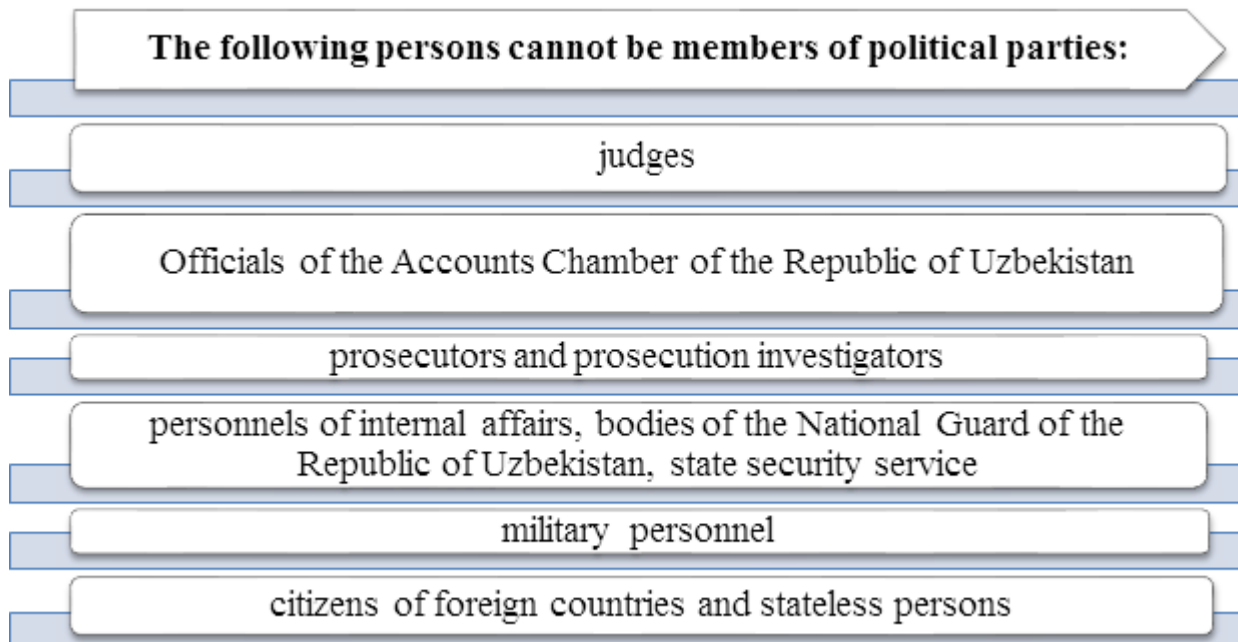 The following persons cannot be members of political parties:
judges
Officials of the Accounts Chamber of the Republic of Uzbekistan
prosecutors and prosecution investigators
personnels of internal affairs, bodies of the National Guard of the
Republic of Uzbekistan, state security service
military personnel
citizens of foreign countries and stateless persons